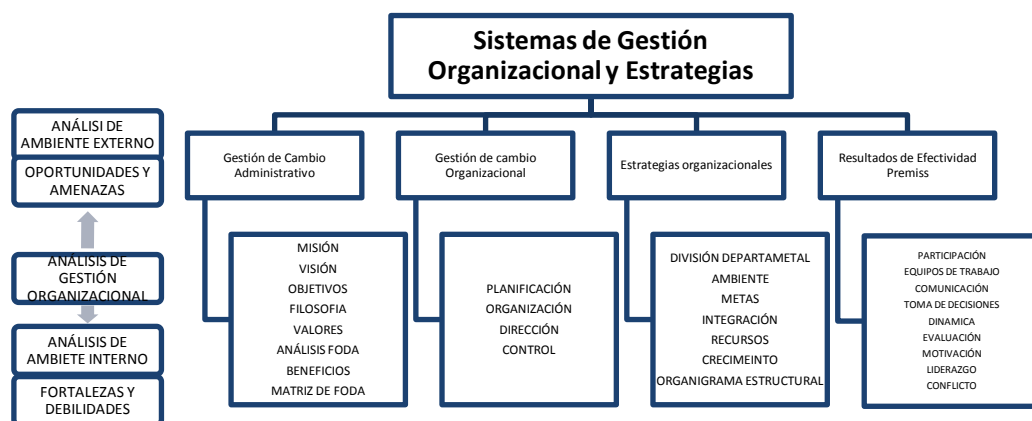 Sistemas de Gestión
Organizacional y Estrategias
ANÁLISI DE
AMBIENTE EXTERNO
OPORTUNIDADES Y
AMENAZAS
ANÁLISIS DE
GESTIÓN
ORGANIZACIONAL
ANÁLISIS DE
AMBIETE INTERNO
FORTALEZAS Y
DEBILIDADES
Gestión de Cambio
Administrativo
MISIÓN
VISIÓN
OBJETIVOS
FILOSOFIA
VALORES
ANÁLISIS FODA
BENEFICIOS
MATRIZ DE FODA
Gestión de cambio
Organizacional
PLANIFICACIÓN
ORGANIZACIÓN
DIRECCIÓN
CONTROL
Estrategias organizacionales
DIVISIÓN DEPARTAMETAL
AMBIENTE
METAS
INTEGRACIÓN
RECURSOS
CRECIMEINTO
ORGANIGRAMA ESTRUCTURAL
Resultados de Efectividad
Premiss
PARTICIPACIÓN
EQUIPOS DE TRABAJO
COMUNICACIÓN
TOMA DE DECISIONES
DINAMICA
EVALUACIÓN
MOTIVACIÓN
LIDERAZGO
CONFLICTO